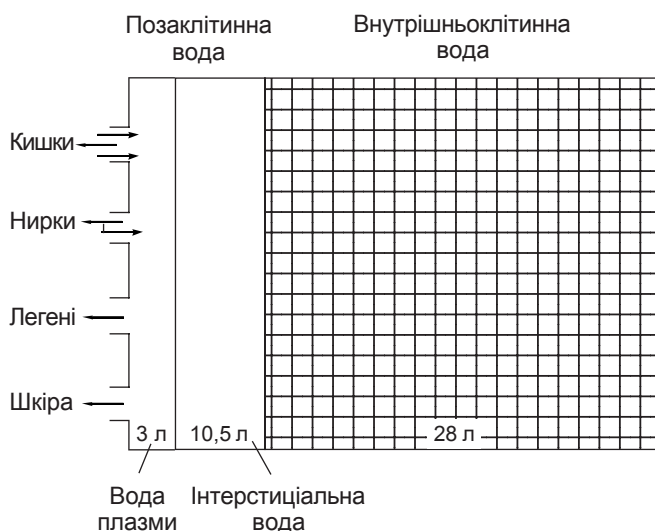 Позаклітинна
вода
Внутрішньоклітинна
вода
Кишки
Нирки
Легені
Шкіра
3 л
10,5 л
28 л
Вода
плазми
Інтерстиціальна
вода